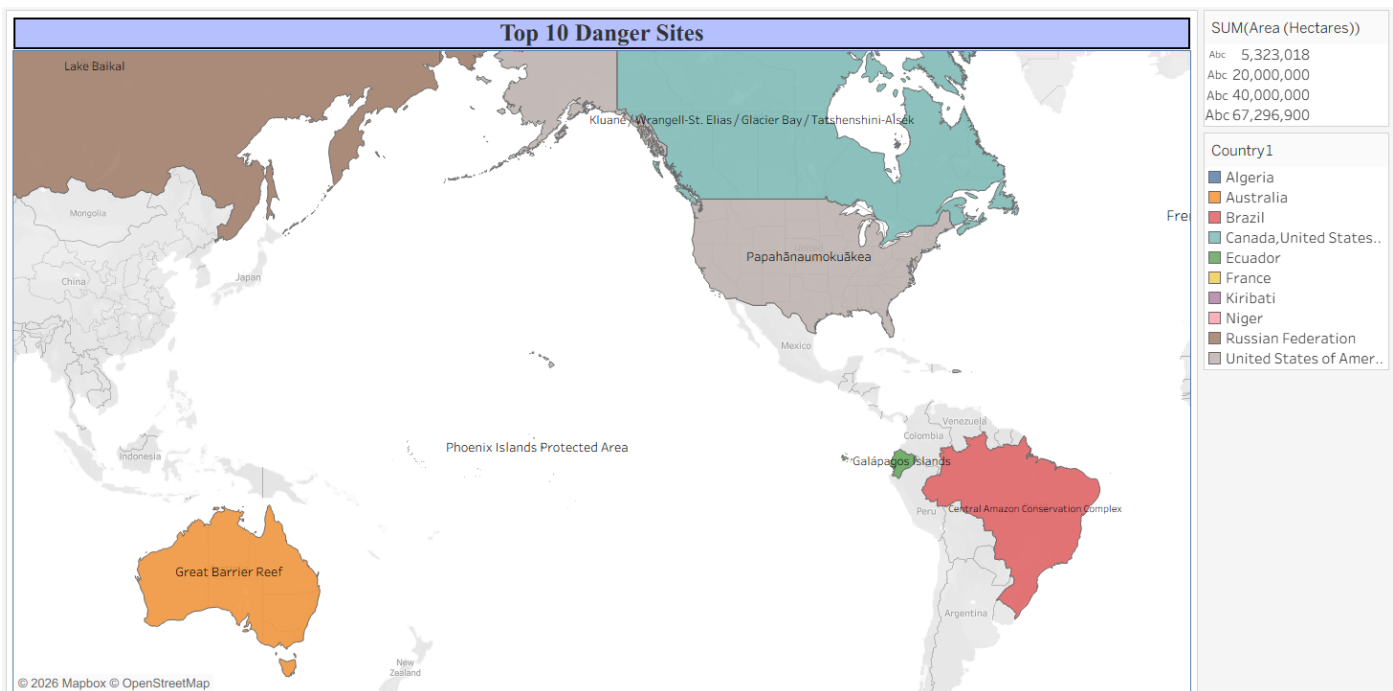 Top 10 Danger Sites
Lake Baikal
Kluane / Wrangell-St. Elias / Glacier Bay / Tatshenshini-Alsek
Mongolia
Papahānaumokuākea
China
Japan
Mexico
Venezuela
Colombia
Phoenix Islands Protected Area
Indonesia
Galápagos Islands
Peru
Central Amazon Conservation Complex
Great Barrier Reef
Argentina
New
Zealand
© 2026 Mapbox © OpenStreetMap
SUM(Area (Hectares))
Abc 5,323,018
Abc 20,000,000
Abc 40,000,000
Abc 67,296,900
Country1
Algeria
Australia
Brazil
Canada,United States..
Ecuador
France
Kiribati
Niger
Russian Federation
United States of Amer..